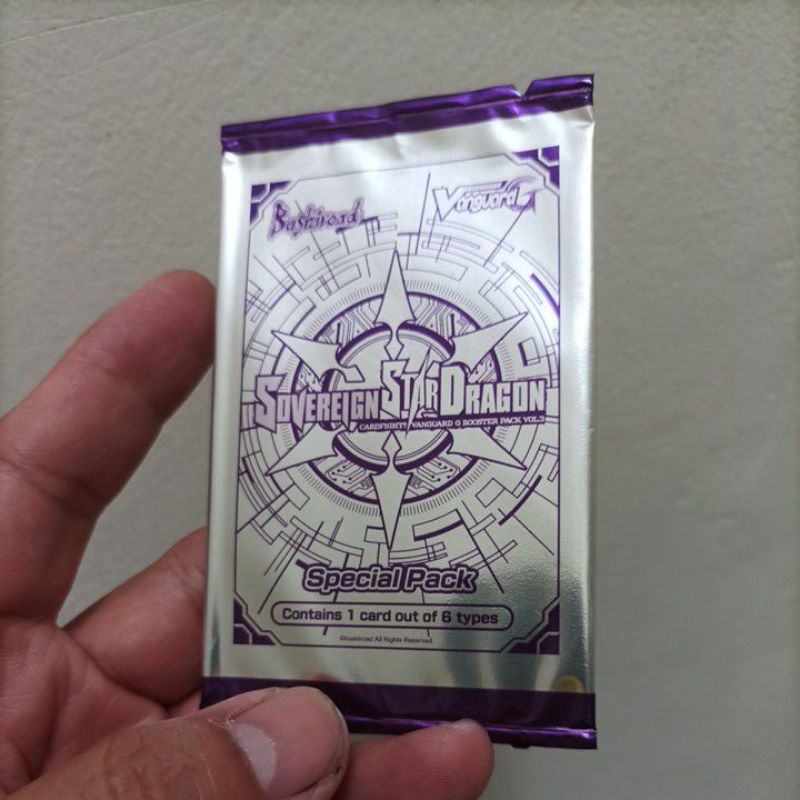 Bushiroad
Vanguard G
SOVEREIGN STAR DRAGON
CARDFIGHT!! VANGUARD G BOOSTER PACK VOL.3
Special Pack
Contains 1 card out of 6 types
©bushiroad All Rights Reserved.